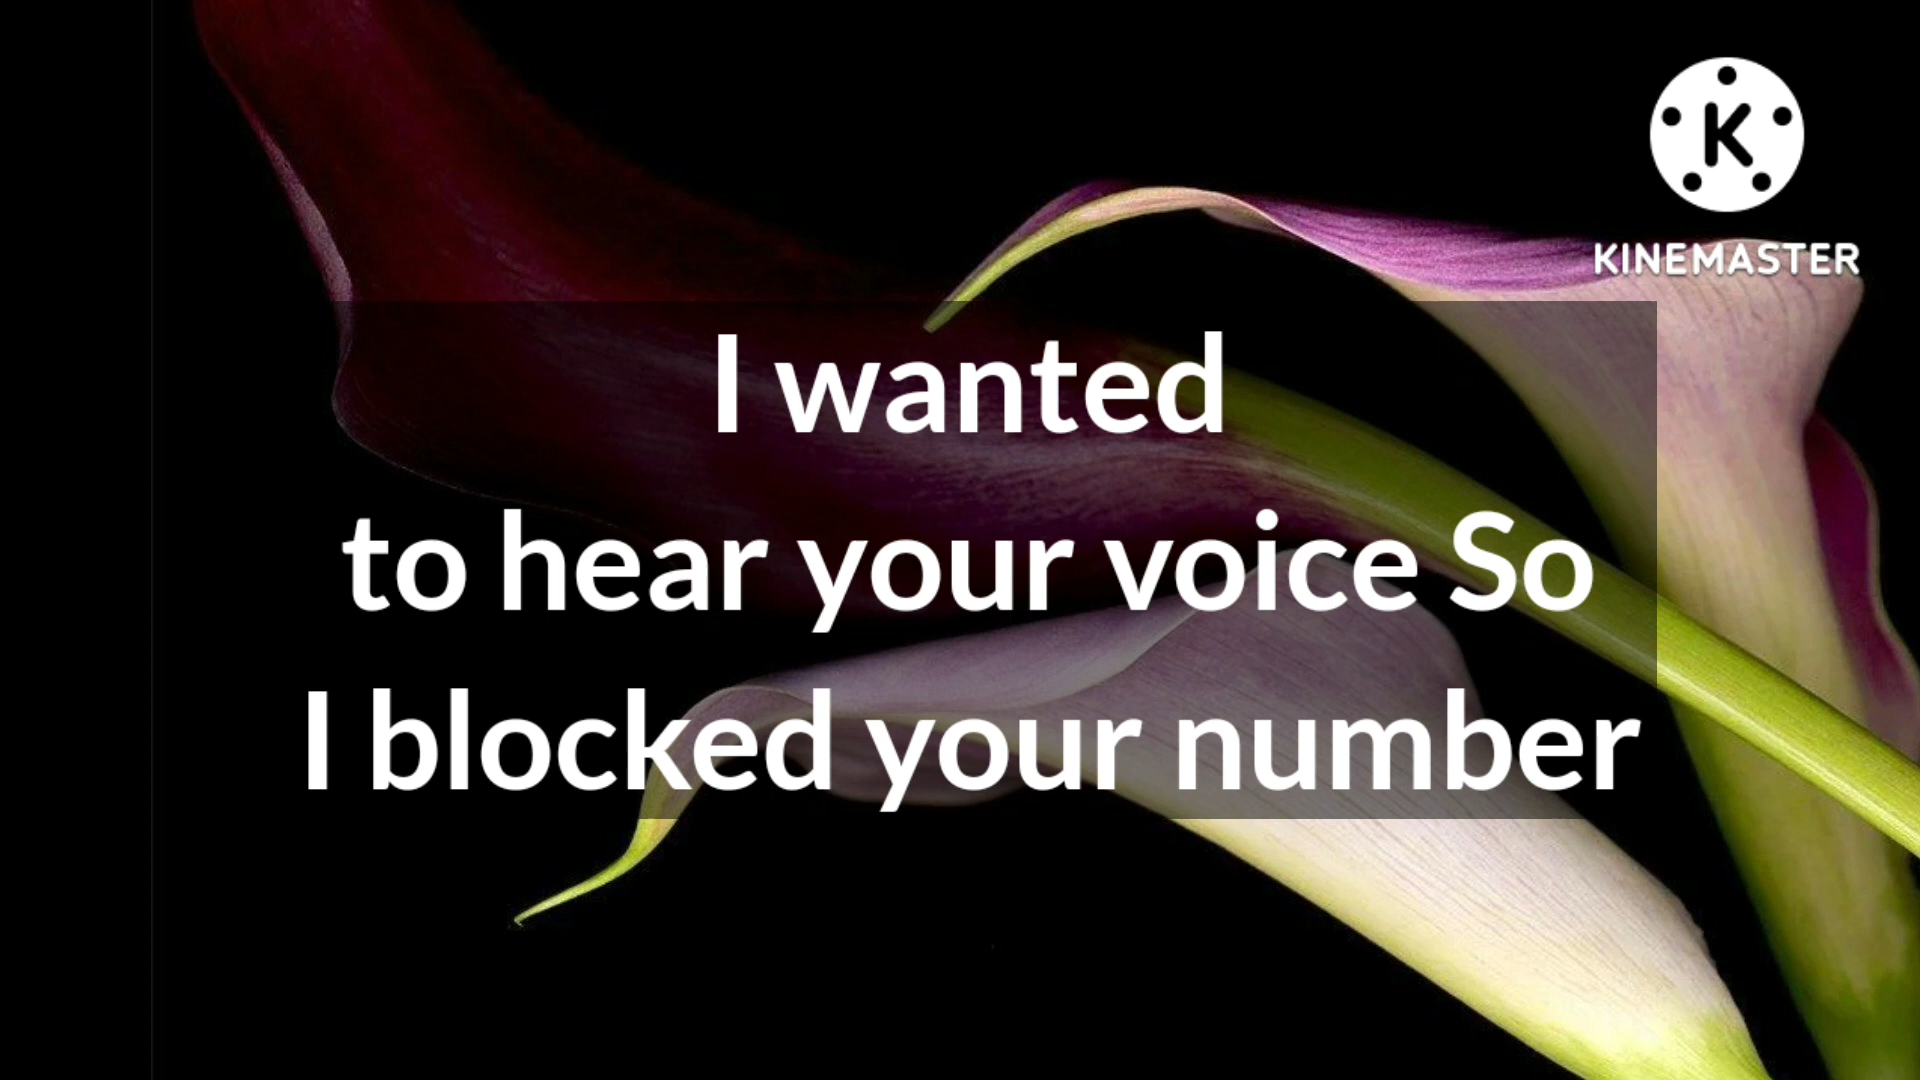 K
KINEMASTER
I wanted
to hear your voice So
I blocked your number